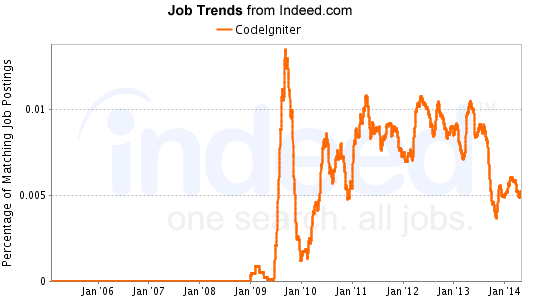 Job Trends from Indeed.com
CodeIgniter
Percentage of Matching Job Postings
0.01
0.005
0
indeed™
one search. all jobs.
Jan'06 Jan'07 Jan'08 Jan'09 Jan'10 Jan'11 Jan'12 Jan'13 Jan'14